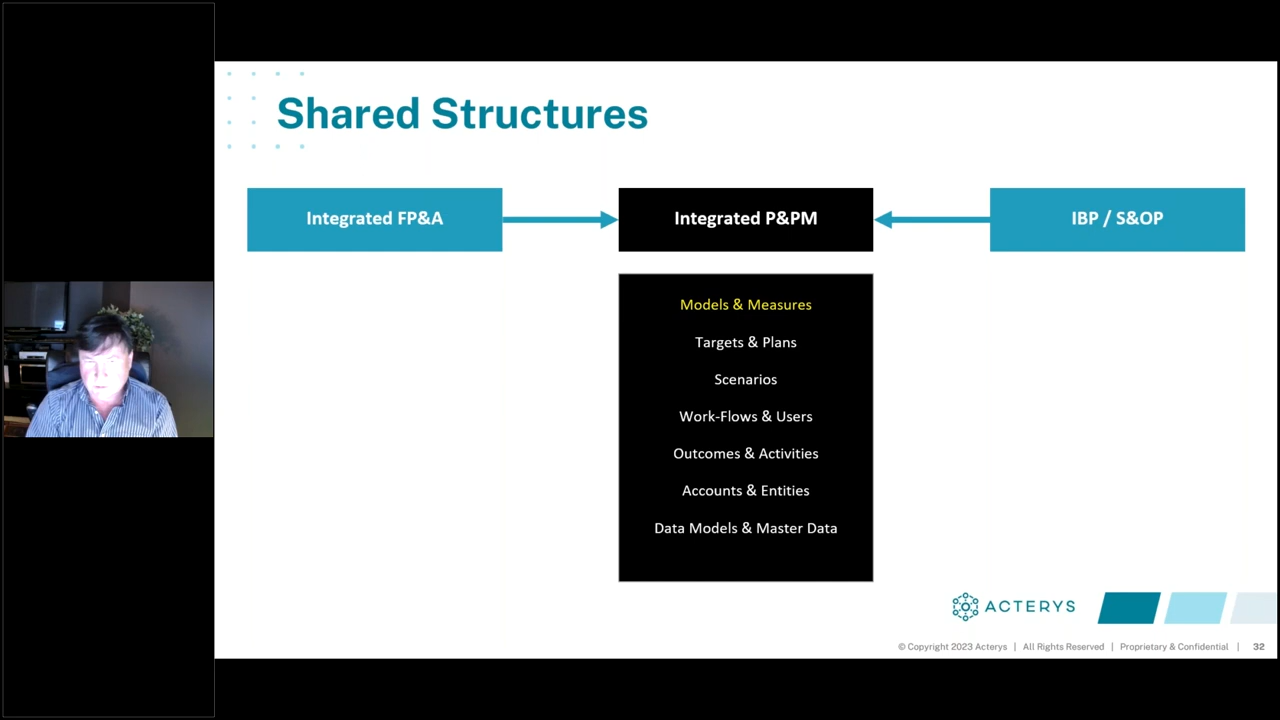 Shared Structures
Integrated FP&A
Integrated P&PM
IBP / S&OP
Models & Measures
Targets & Plans
Scenarios
Work-Flows & Users
Outcomes & Activities
Accounts & Entities
Data Models & Master Data
ACTERYS
© Copyright 2023 Acterys | All Rights Reserved | Proprietary & Confidential | 32